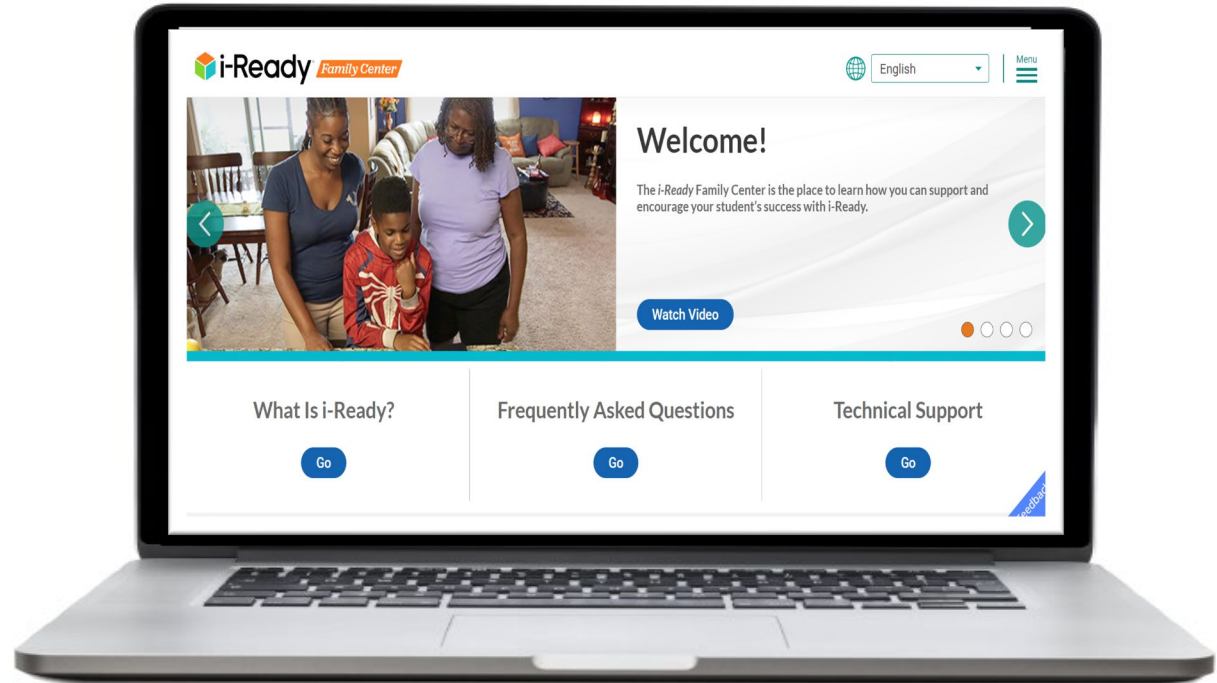 i-Ready Family Center
English
Menu
Welcome!
The i-Ready Family Center is the place to learn how you can support and
encourage your student's success with i-Ready.
Watch Video
What Is i-Ready?
Frequently Asked Questions
Technical Support
Go
Go
Go
Feedback